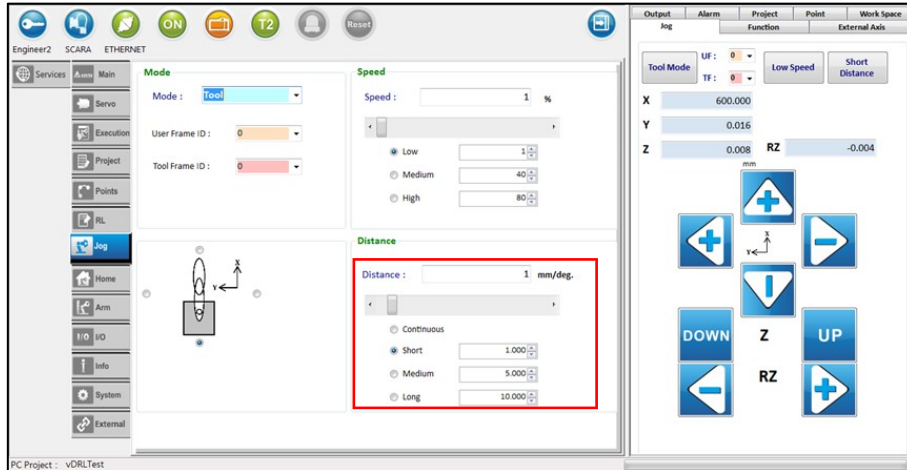 ON
T2
Reset
Engineer2 SCARA ETHERNET
Services
Main
Servo
Execution
Project
Points
RL
Jog
Home
Arm
I/O I/O
Info
System
External
Mode
Mode : Tool
User Frame ID : 0
Tool Frame ID : 0
X
Y
Speed
Speed : 1 %
Low 1
Medium 40
High 80
Distance
Distance : 1 mm/deg.
Continuous
Short 1.000
Medium 5.000
Long 10.000
Output Alarm Project Point Work Space
Jog Function External Axis
Tool Mode
UF : 0
TF : 0
Low Speed
Short
Distance
X 600.000
Y 0.016
Z 0.008 RZ -0.004
mm
X
Y
DOWN Z UP
RZ
PC Project : vDRLTest